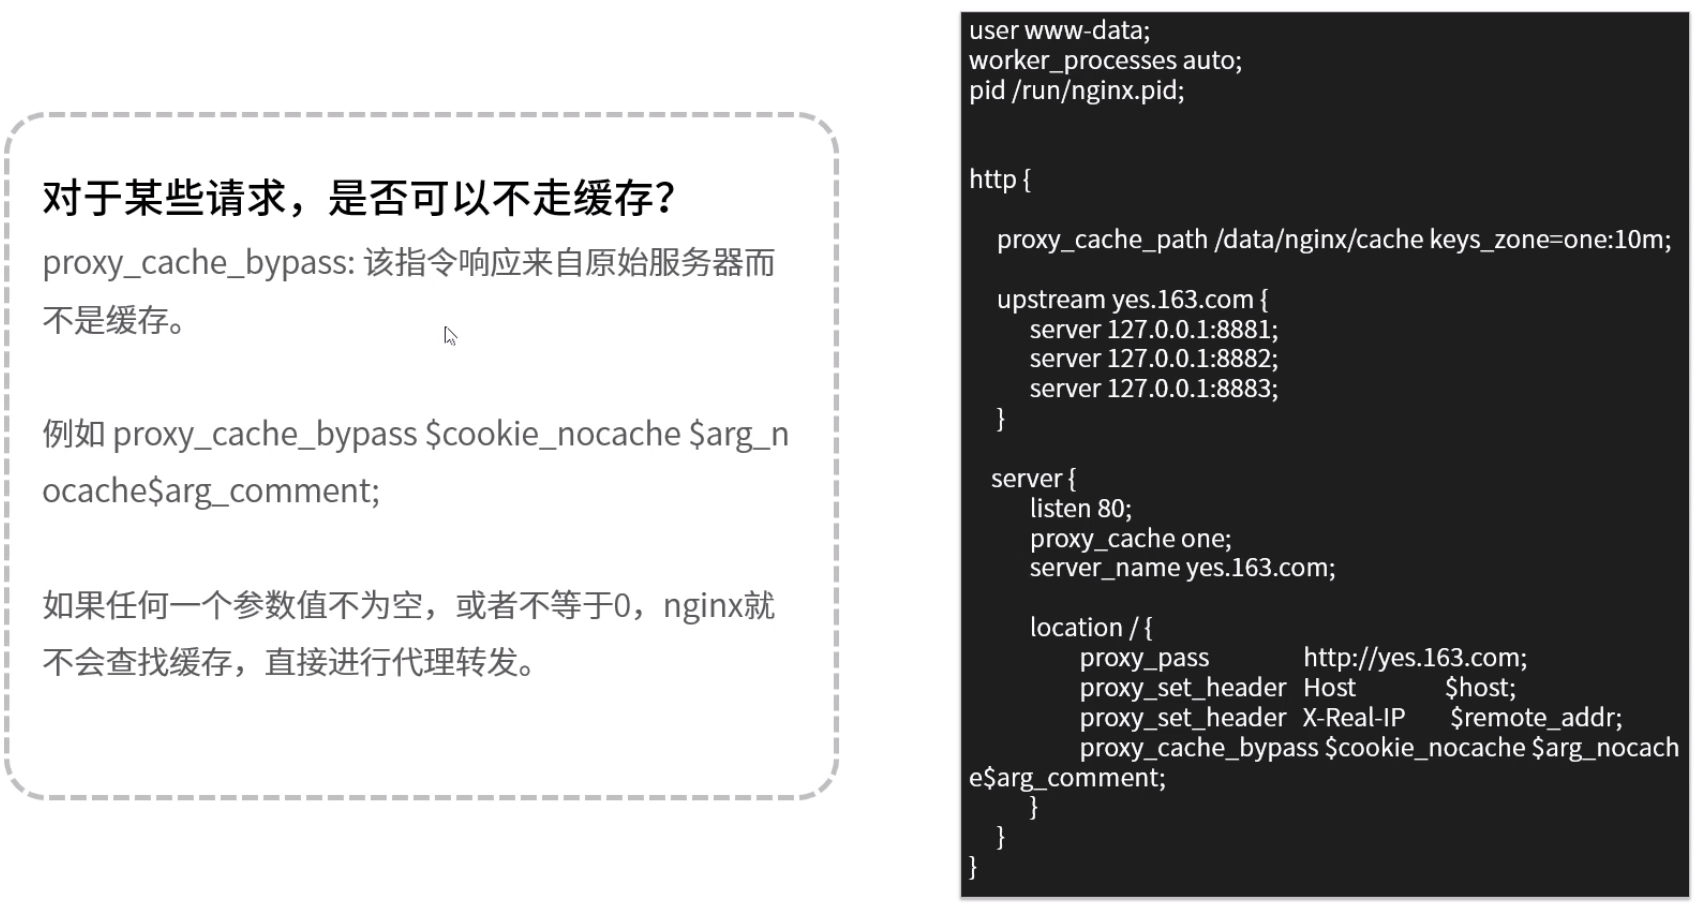 对于某些请求，是否可以不走缓存？
proxy_cache_bypass: 该指令响应来自原始服务器而
不是缓存。
例如 proxy_cache_bypass $cookie_nocache $arg_n
ocache$arg_comment;
如果任何一个参数值不为空，或者不等于0，nginx就
不会查找缓存，直接进行代理转发。
user www-data;
worker_processes auto;
pid /run/nginx.pid;
http {
proxy_cache_path /data/nginx/cache keys_zone=one:10m;
upstream yes.163.com {
server 127.0.0.1:8881;
server 127.0.0.1:8882;
server 127.0.0.1:8883;
}
server {
listen 80;
proxy_cache one;
server_name yes.163.com;
location / {
proxy_pass http://yes.163.com;
proxy_set_header Host $host;
proxy_set_header X-Real-IP $remote_addr;
proxy_cache_bypass $cookie_nocache $arg_nocach
e$arg_comment;
}
}
}